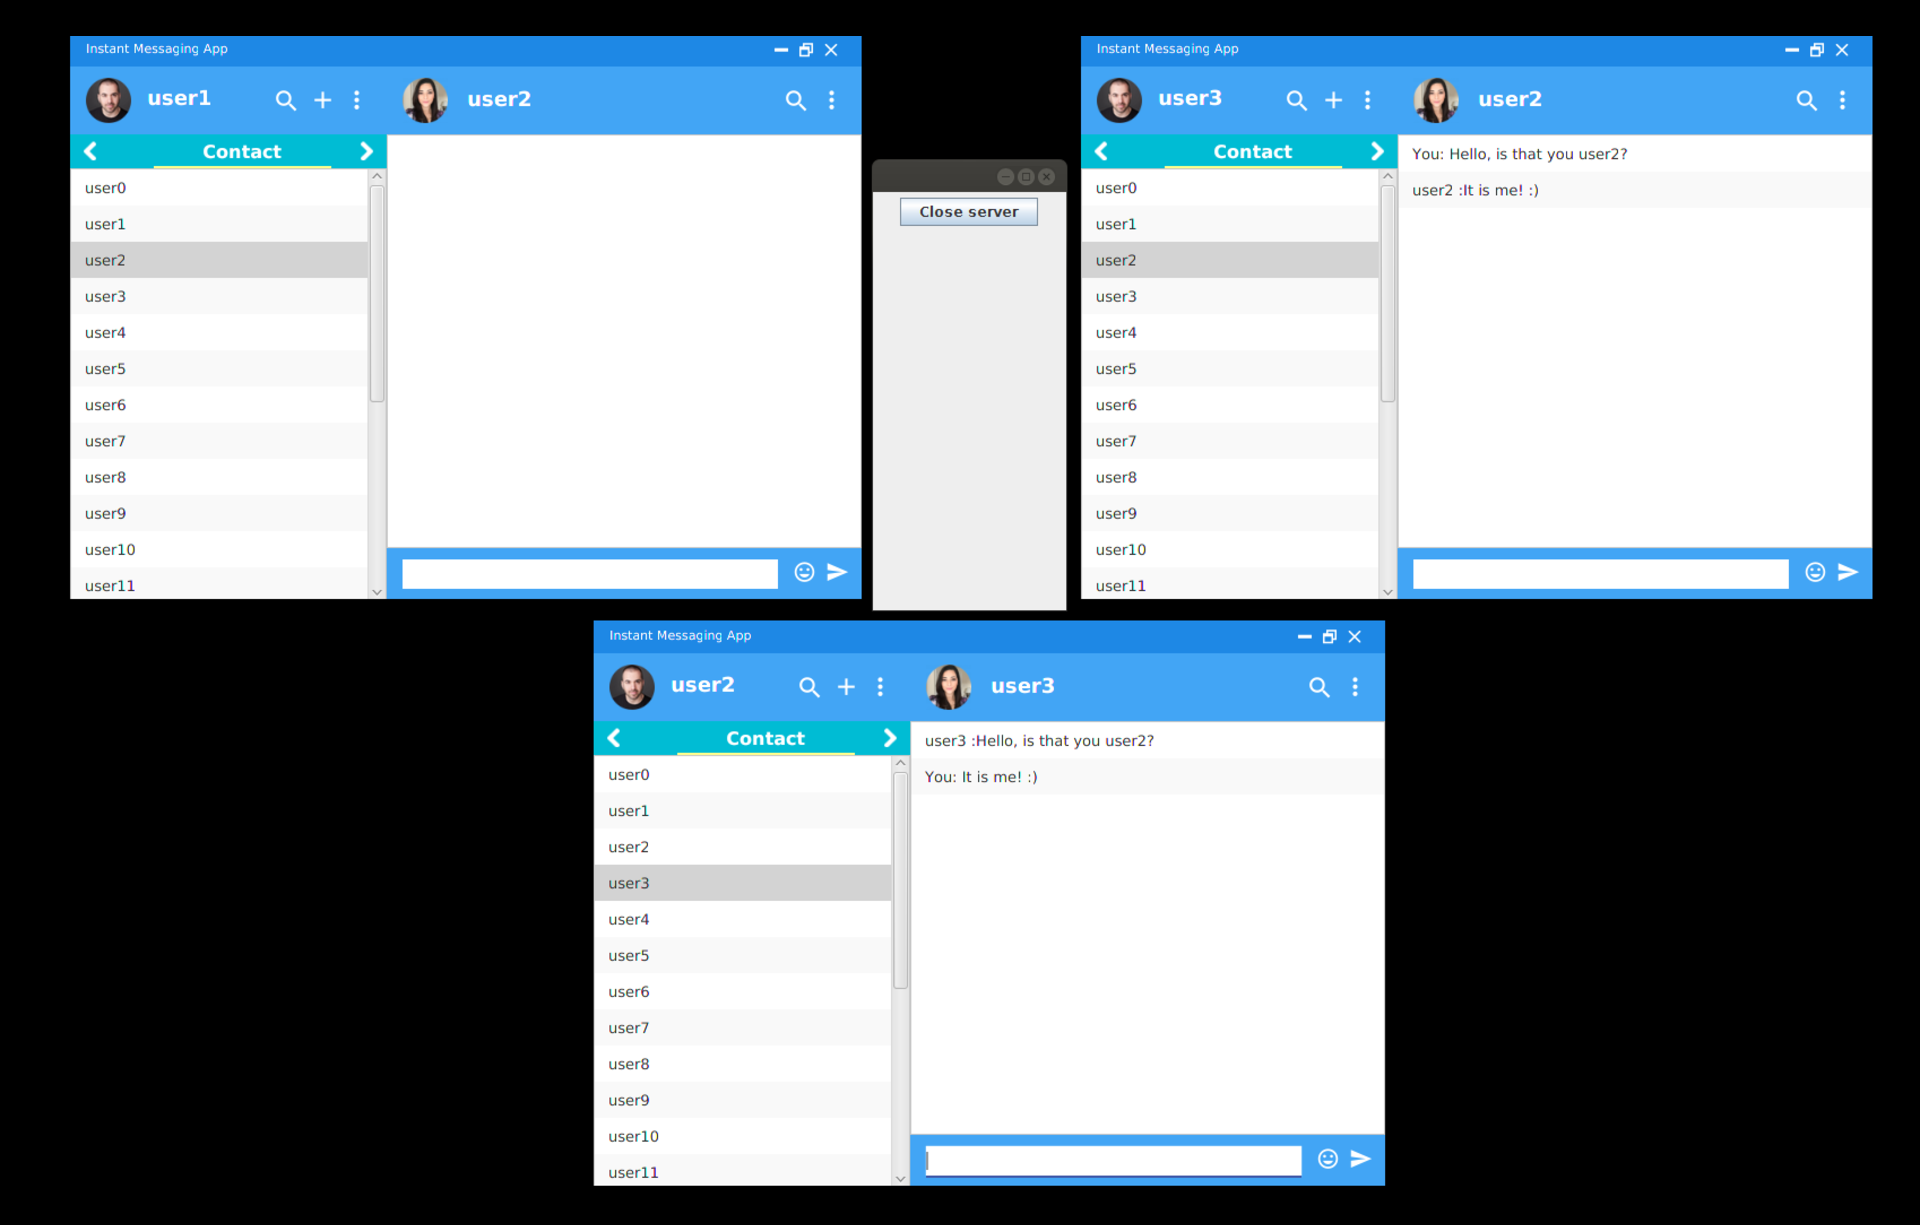 Instant Messaging App
user1
user2
Contact
user0
user1
user2
user3
user4
user5
user6
user7
user8
user9
user10
user11
Close server
Instant Messaging App
user3
user2
Contact
You: Hello, is that you user2?
user2 :It is me! :)
user0
user1
user2
user3
user4
user5
user6
user7
user8
user9
user10
user11
Instant Messaging App
user2
user3
Contact
user3 :Hello, is that you user2?
You: It is me! :)
user0
user1
user2
user3
user4
user5
user6
user7
user8
user9
user10
user11